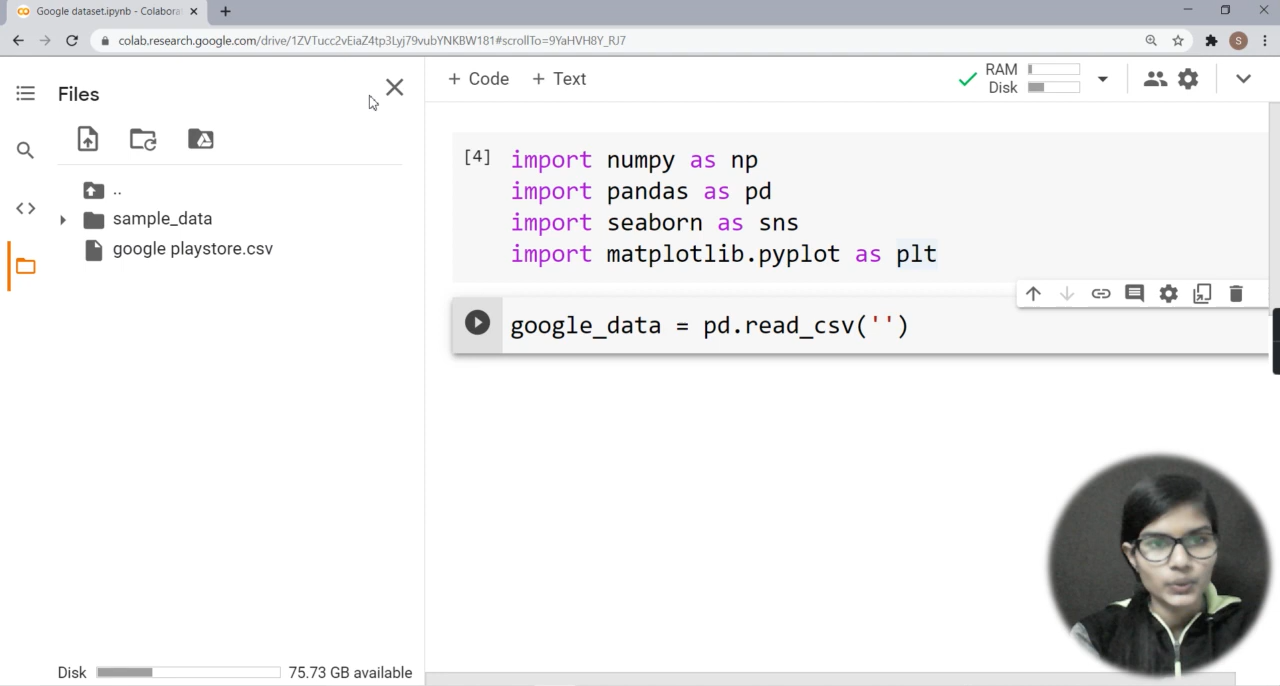 Google dataset.ipynb - Colabora
S
colab.research.google.com/drive/1ZVTucc2vEiaZ4tp3Lyj79vubYNKBW181#scrollTo=9YaHVH8Y_RJ7
Files
+ Code + Text
RAM
Disk
..
sample_data
google playstore.csv
[4]
import numpy as np
import pandas as pd
import seaborn as sns
import matplotlib.pyplot as plt
google_data = pd.read_csv('')
Disk 75.73 GB available